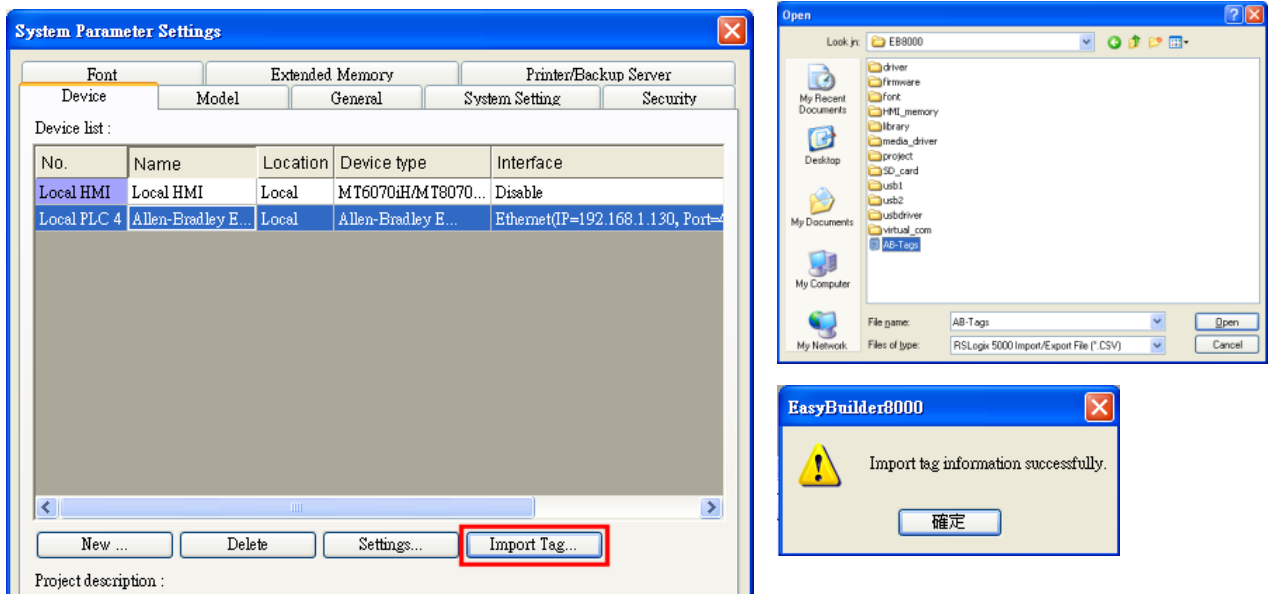 System Parameter Settings
Font Extended Memory Printer/Backup Server
Device Model General System Setting Security
Device list :
No. Name Location Device type Interface
Local HMI Local HMI Local MT6070iH/MT8070... Disable
Local PLC 4 Allen-Bradley E... Local Allen-Bradley E... Ethernet(IP=192.168.1.130, Port=4
New ... Delete Settings... Import Tag...
Project description :
Open
Look in: EB8000
My Recent Documents
Desktop
My Documents
My Computer
My Network
driver
firmware
font
HMI_memory
library
media_driver
project
SD_card
usb1
usb2
usbdriver
virtual_com
AB-Tags
File name: AB-Tags Open
Files of type: RSLogix 5000 Import/Export File (*.CSV) Cancel
EasyBuilder8000
Import tag information successfully.
確定